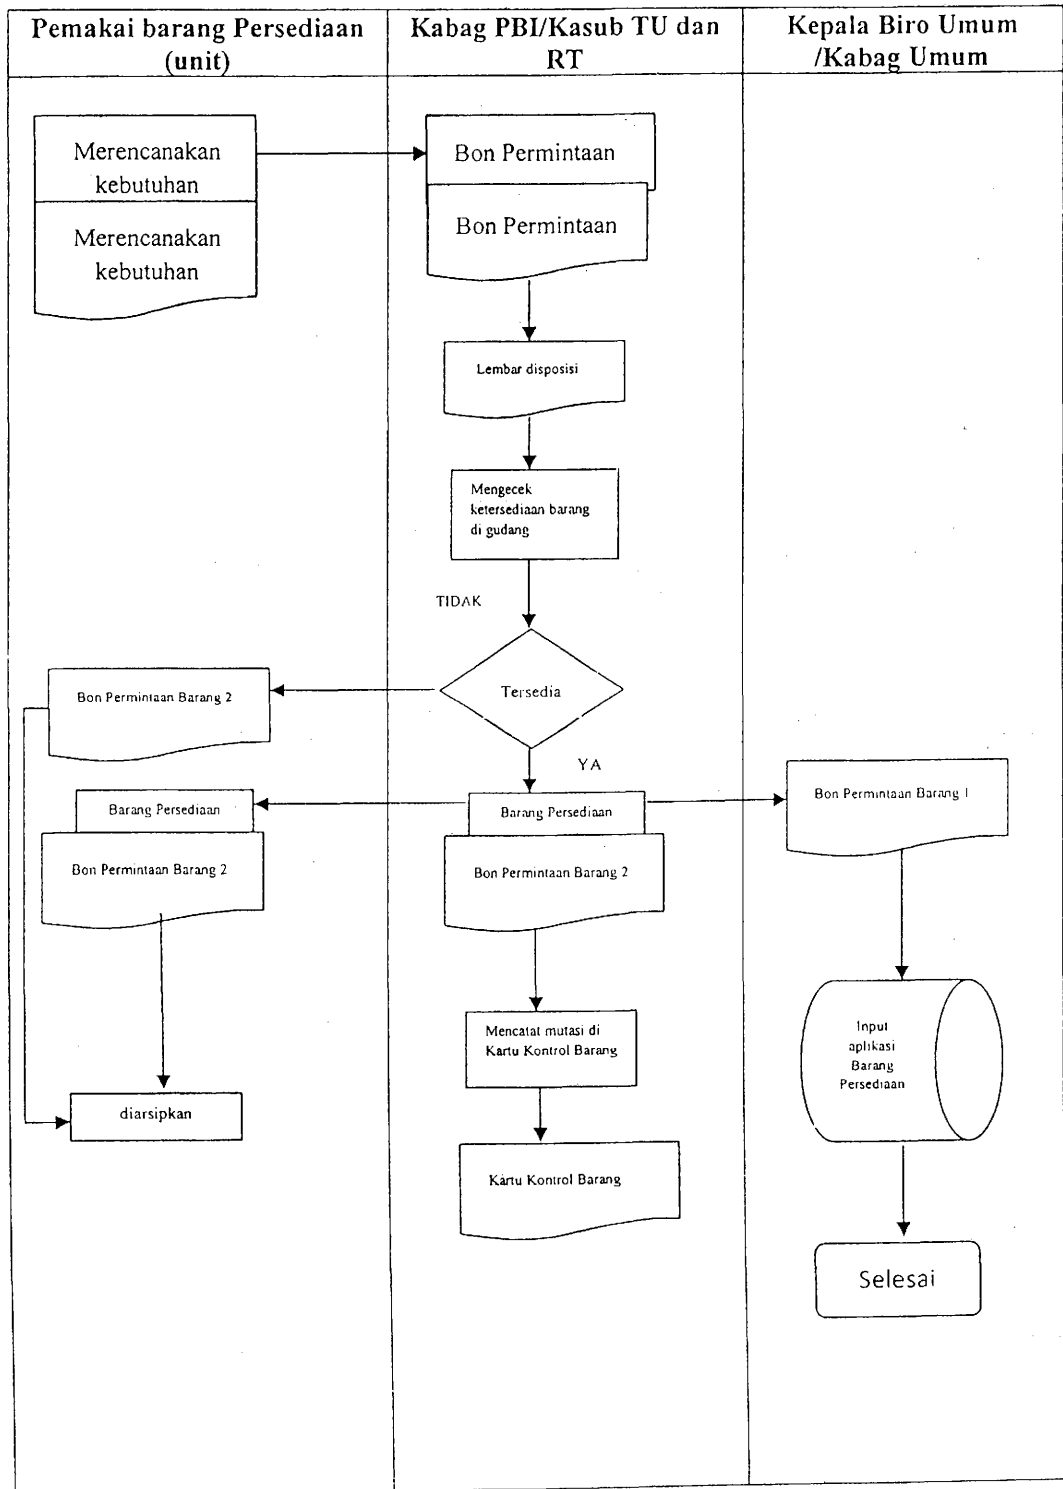 Pemakai barang Persediaan
(unit)
Kabag PBI/Kasub TU dan
RT
Kepala Biro Umum
/Kabag Umum
Merencanakan
kebutuhan
Merencanakan
kebutuhan
Bon Permintaan
Bon Permintaan
Lembar disposisi
Mengecek
ketersediaan barang
di gudang
TIDAK
Tersedia
Bon Permintaan Barang 2
YA
Barang Persediaan
Bon Permintaan Barang 2
Barang Persediaan
Bon Permintaan Barang 2
Bon Permintaan Barang 1
Mencatat mutasi di
Kartu Kontrol Barang
Input
aplikasi
Barang
Persediaan
diarsipkan
Kartu Kontrol Barang
Selesai